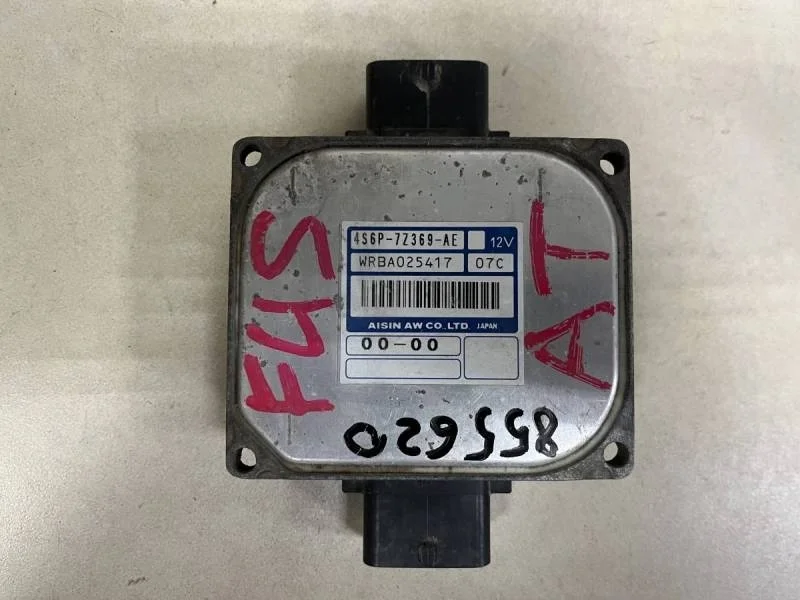 4S6P-7Z369-AE 12V
WRBA025417 07C
AISIN AW CO.,LTD. JAPAN
00-00
FUS
AT
855620